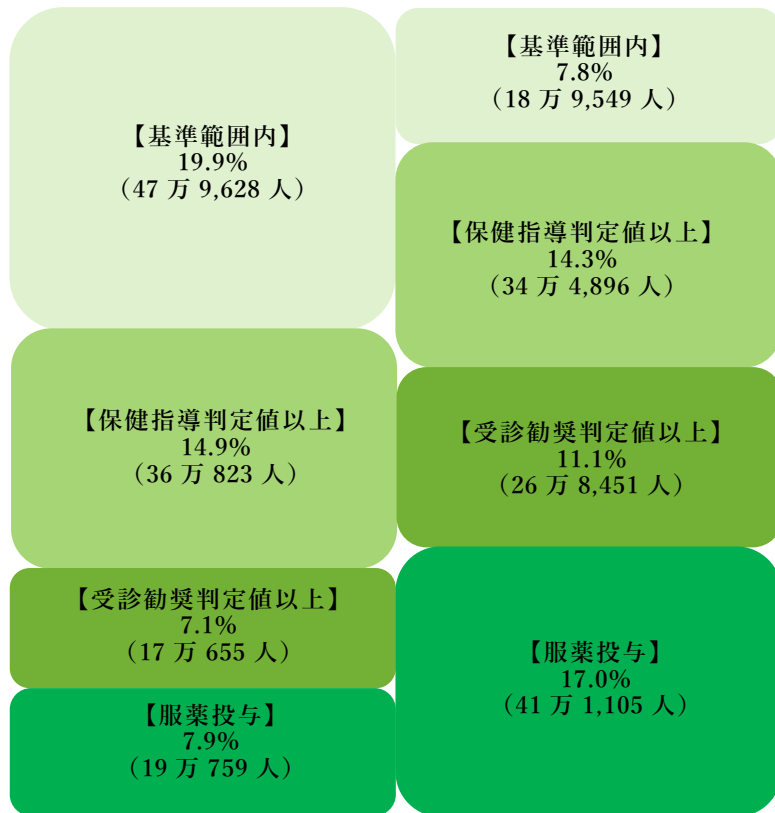 【基準範囲内】
19.9%
(47 万 9,628 人)
【保健指導判定値以上】
14.9%
(36 万 823 人)
【受診勧奨判定値以上】
7.1%
(17 万 655 人)
【服薬投与】
7.9%
(19 万 759 人)
【基準範囲内】
7.8%
(18 万 9,549 人)
【保健指導判定値以上】
14.3%
(34 万 4,896 人)
【受診勧奨判定値以上】
11.1%
(26 万 8,451 人)
【服薬投与】
17.0%
(41 万 1,105 人)